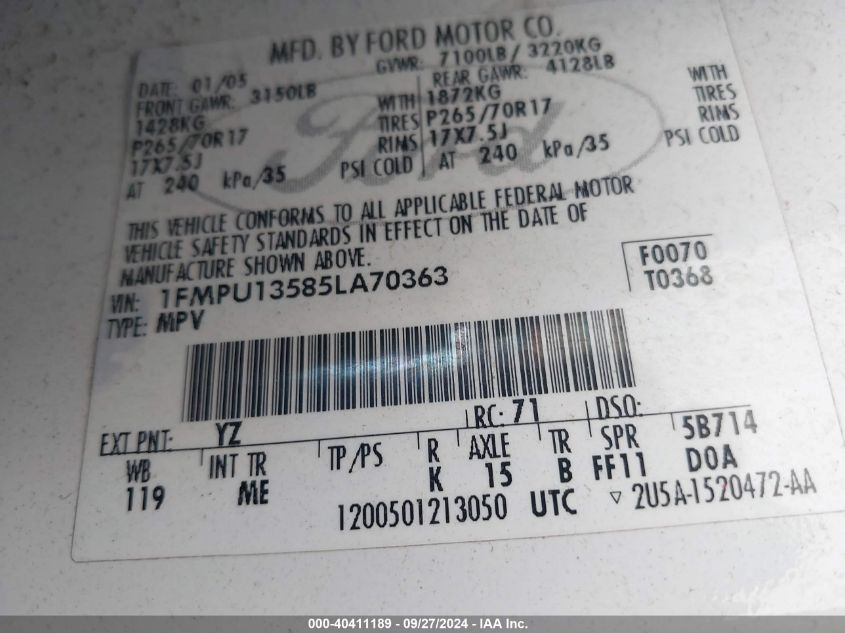 MFD. BY FORD MOTOR CO.
DATE: 01/05 GVWR: 7100LB/ 3220KG
FRONT GAWR: 3150LB REAR GAWR: 4128LB
1428KG WITH 1872KG WITH
P265/70R17 TIRES P265/70R17 TIRES
17X7.5J RIMS 17X7.5J RIMS
AT 240 kPa/35 PSI COLD AT 240 kPa/35 PSI COLD
Ford
THIS VEHICLE CONFORMS TO ALL APPLICABLE FEDERAL MOTOR
VEHICLE SAFETY STANDARDS IN EFFECT ON THE DATE OF
MANUFACTURE SHOWN ABOVE.
VIN: 1FMPU13585LA70363 F0070
TYPE: MPV T0368
EXT PNT: YZ RC: 71 DSO:
WB INT TR TP/PS R AXLE TR SPR 5B714
119 ME K 15 B FF11 DOA
1200501213050 UTC ▽ 2U5A-1520472-AA
000-40411189 - 09/27/2024 - IAA Inc.